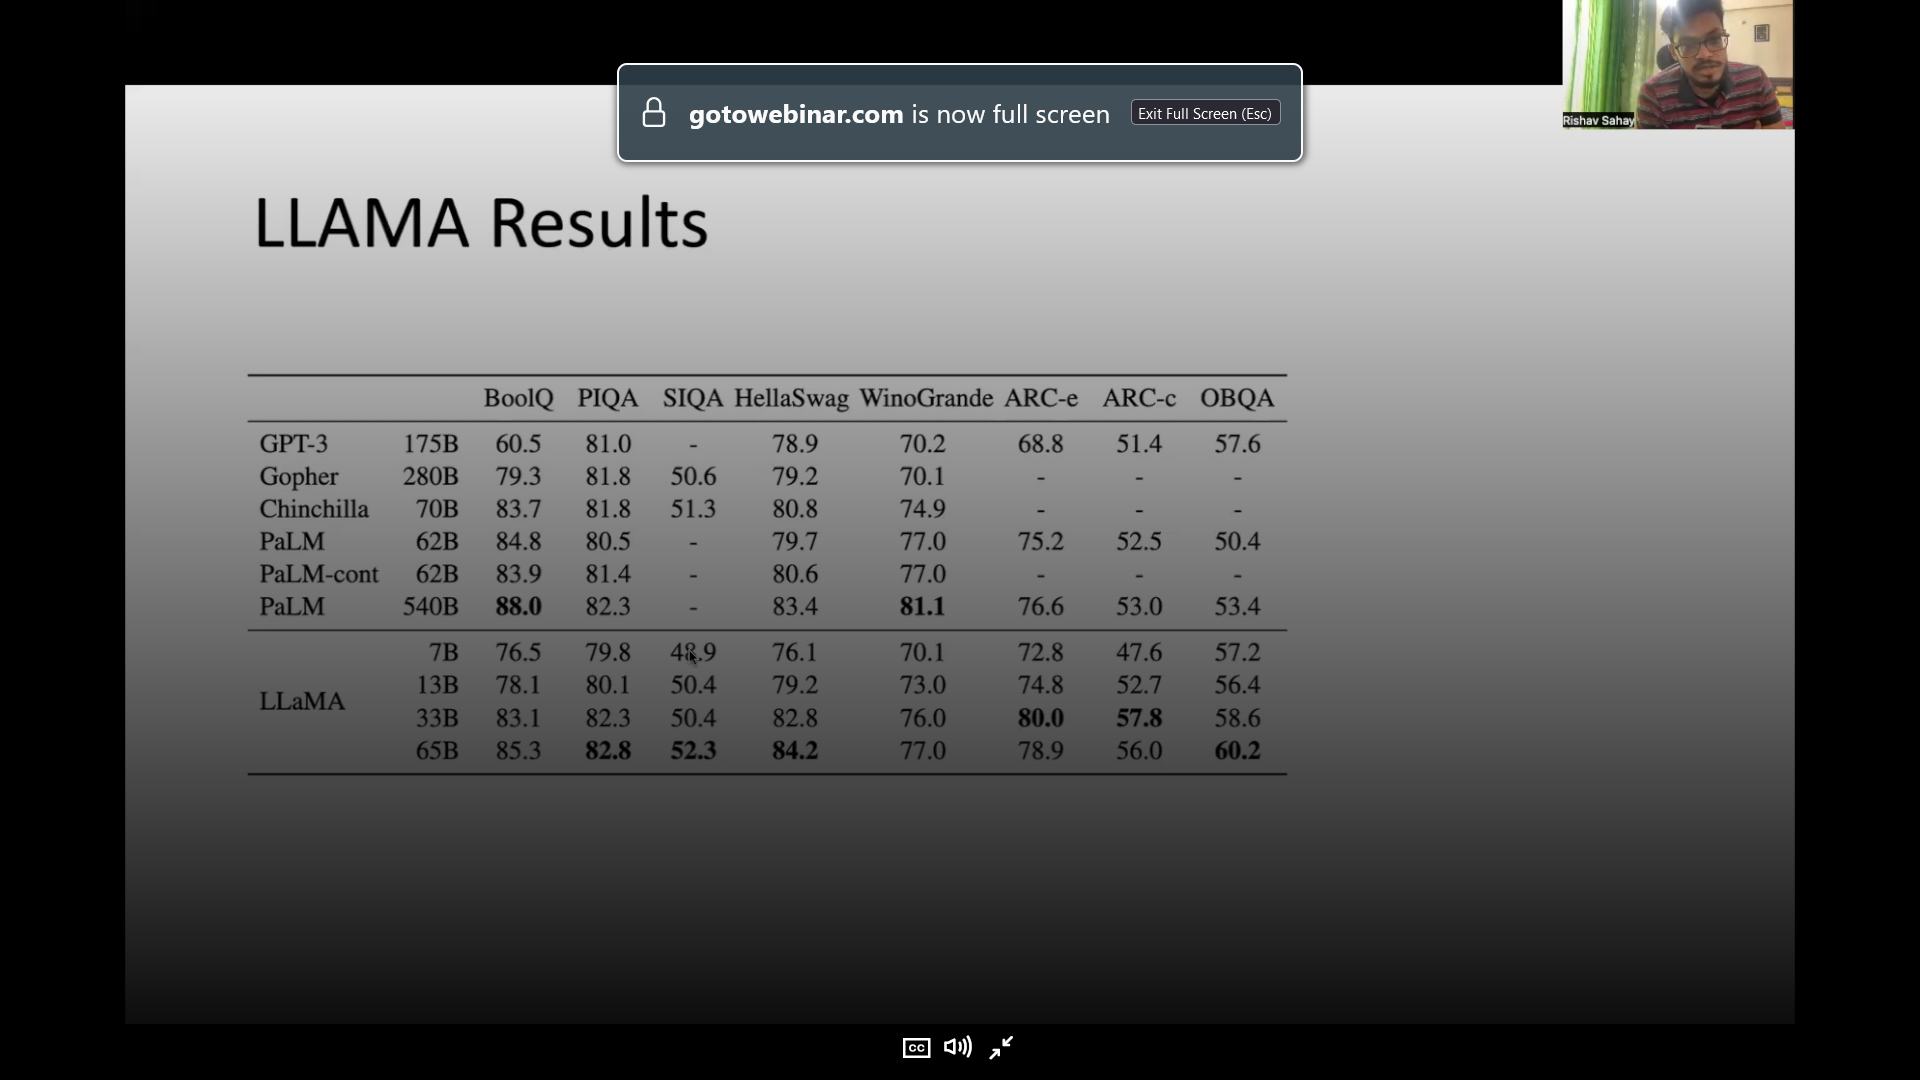 gotowebinar.com is now full screen Exit Full Screen (Esc)
Rishav Sahay
LLAMA Results
BoolQ PIQA SIQA HellaSwag WinoGrande ARC-e ARC-c OBQA
GPT-3 175B 60.5 81.0 - 78.9 70.2 68.8 51.4 57.6
Gopher 280B 79.3 81.8 50.6 79.2 70.1 - - -
Chinchilla 70B 83.7 81.8 51.3 80.8 74.9 - - -
PaLM 62B 84.8 80.5 - 79.7 77.0 75.2 52.5 50.4
PaLM-cont 62B 83.9 81.4 - 80.6 77.0 - - -
PaLM 540B 88.0 82.3 - 83.4 81.1 76.6 53.0 53.4
7B 76.5 79.8 48.9 76.1 70.1 72.8 47.6 57.2
13B 78.1 80.1 50.4 79.2 73.0 74.8 52.7 56.4
LLaMA
33B 83.1 82.3 50.4 82.8 76.0 80.0 57.8 58.6
65B 85.3 82.8 52.3 84.2 77.0 78.9 56.0 60.2
CC